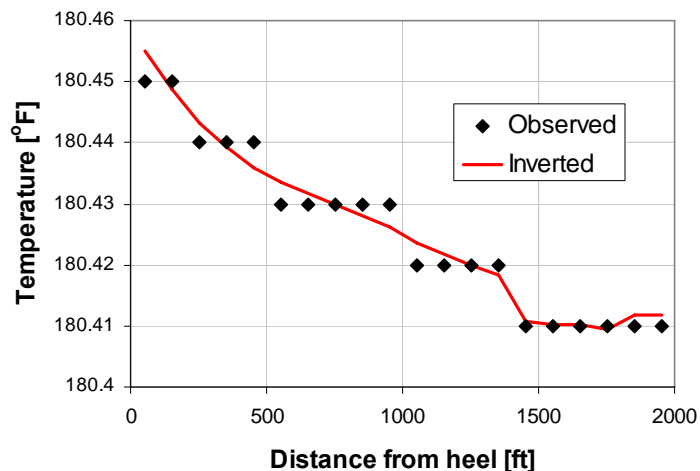 180.46
180.45
180.44
180.43
180.42
180.41
180.4
0 500 1000 1500 2000
Temperature [°F]
Distance from heel [ft]
Observed
Inverted